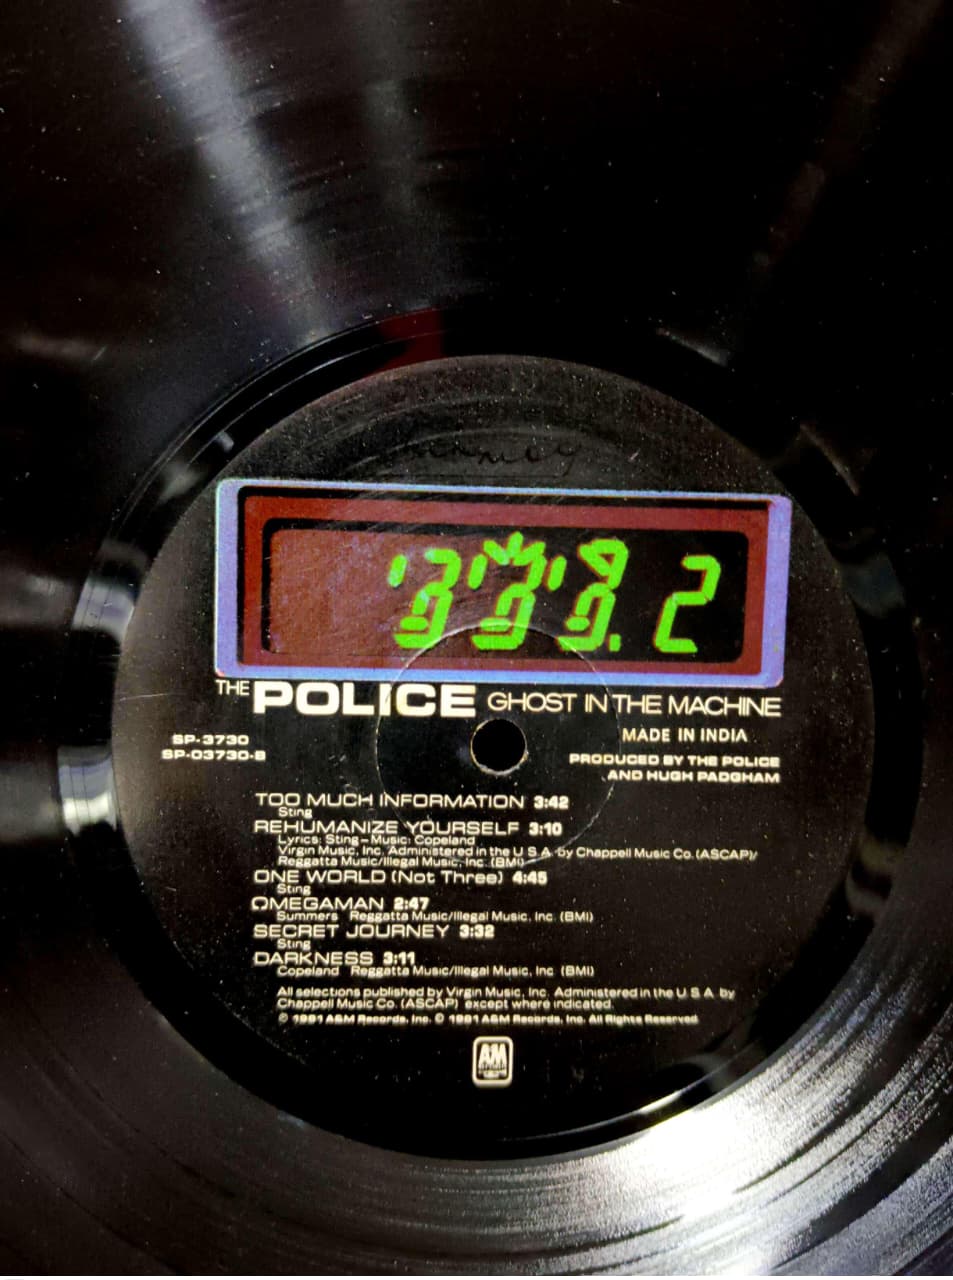 .2
THE POLICE GHOST IN THE MACHINE
MADE IN INDIA
SP-3730
SP-03730-B
PRODUCED BY THE POLICE
AND HUGH PADGHAM
TOO MUCH INFORMATION 3:42
Sting
REHUMANIZE YOURSELF 3:10
Lyrics: Sting-Music: Copeland
Virgin Music, Inc. Administered in the U S A by Chappell Music Co. (ASCAP)/
Reggatta Music/Illegal Music, Inc. (BMI)
ONE WORLD (Not Three) 4:45
Sting
ΩMEGAMAN 2:47
Summers Reggatta Music/Illegal Music, Inc. (BMI)
SECRET JOURNEY 3:32
Sting
DARKNESS 3:11
Copeland Reggatta Music/Illegal Music, Inc (BMI)
All selections published by Virgin Music, Inc. Administered in the U S A by
Chappell Music Co. (ASCAP) except where indicated.
℗ 1981 A&M Records, Inc. © 1981 A&M Records, Inc. All Rights Reserved
A&M